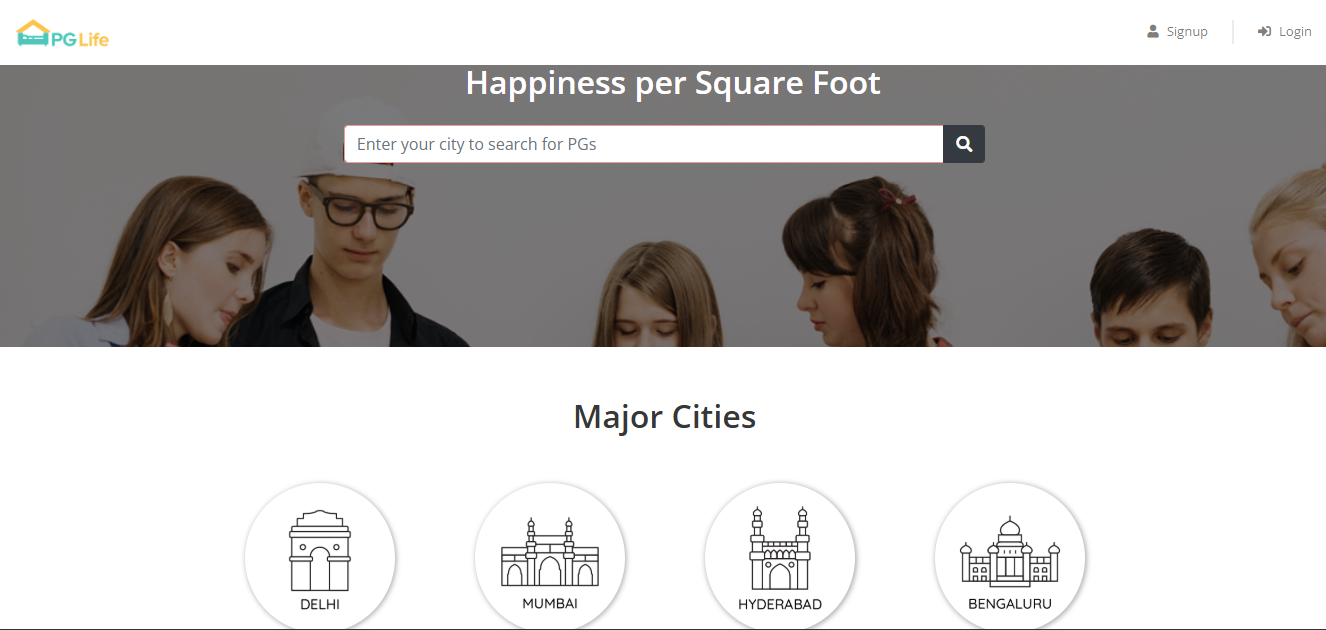 PG Life
Signup
Login
Happiness per Square Foot
Enter your city to search for PGs
Major Cities
DELHI
MUMBAI
HYDERABAD
BENGALURU